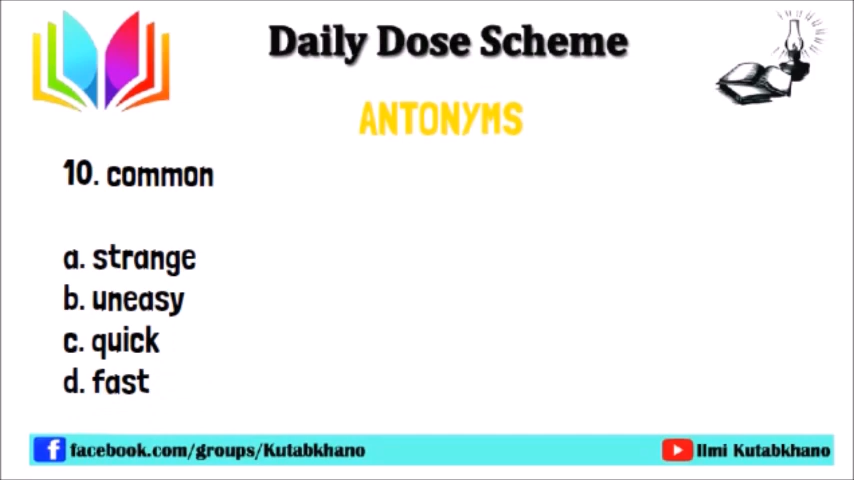 Daily Dose Scheme
ANTONYMS
10. common
a. strange
b. uneasy
c. quick
d. fast
facebook.com/groups/Kutabkhano
Ilmi Kutabkhano